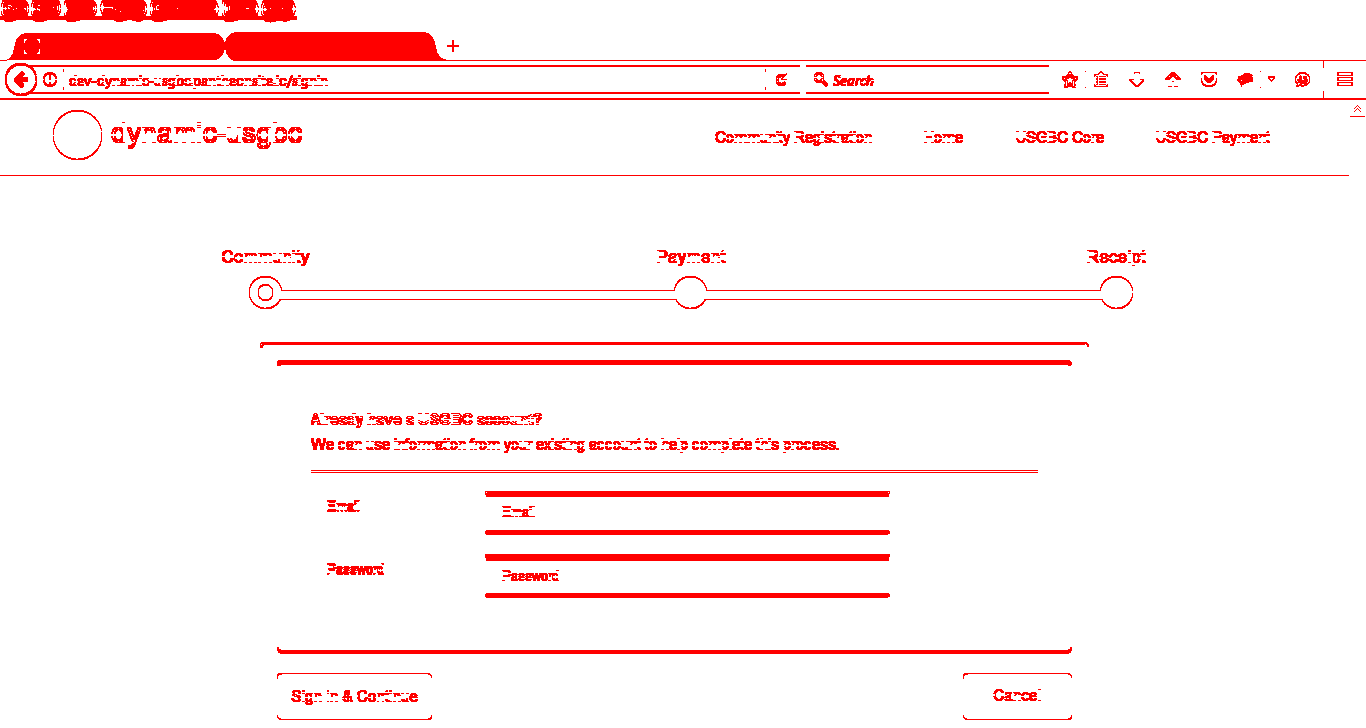 dev-dynamic-usgbc.pantheonsite.io/signin
Search
dynamic-usgbc
Community Registration
Home
USGBC Core
USGBC Payment
Community
Payment
Receipt
Already have a USGBC account?
We can use information from your existing account to help complete this process.
Email
Email
Password
Password
Sign in & Continue
Cancel